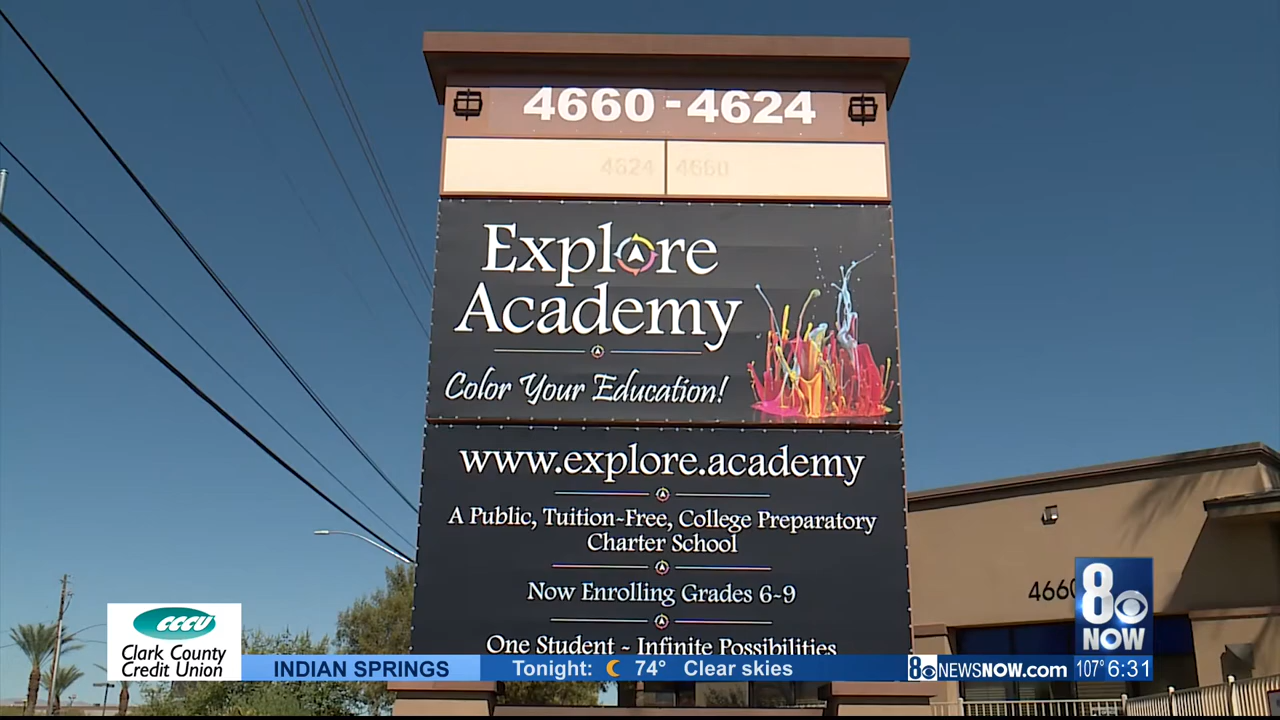 4660-4624
4624 4660
Explore
Academy
Color Your Education!
www.explore.academy
A Public, Tuition-Free, College Preparatory
Charter School
Now Enrolling Grades 6-9
One Student ~ Infinite Possibilities
4660
8
NOW
CCCU
Clark County
Credit Union
INDIAN SPRINGS Tonight: 74° Clear skies 8 NEWSNOW.com 107° 6:31